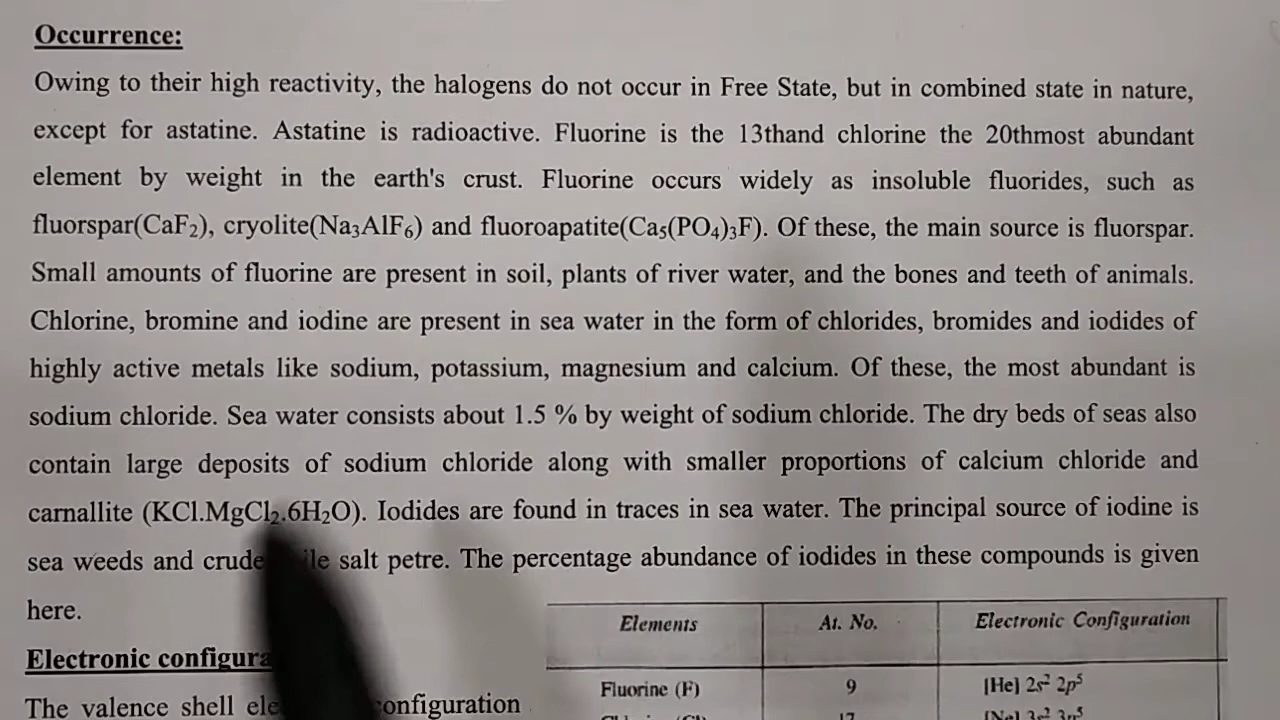 Occurrence:
Owing to their high reactivity, the halogens do not occur in Free State, but in combined state in nature,
except for astatine. Astatine is radioactive. Fluorine is the 13thand chlorine the 20thmost abundant
element by weight in the earth's crust. Fluorine occurs widely as insoluble fluorides, such as
fluorspar(CaF₂), cryolite(Na₃AlF₆) and fluoroapatite(Ca₅(PO₄)₃F). Of these, the main source is fluorspar.
Small amounts of fluorine are present in soil, plants of river water, and the bones and teeth of animals.
Chlorine, bromine and iodine are present in sea water in the form of chlorides, bromides and iodides of
highly active metals like sodium, potassium, magnesium and calcium. Of these, the most abundant is
sodium chloride. Sea water consists about 1.5 % by weight of sodium chloride. The dry beds of seas also
contain large deposits of sodium chloride along with smaller proportions of calcium chloride and
carnallite (KCl.MgCl₂.6H₂O). Iodides are found in traces in sea water. The principal source of iodine is
sea weeds and crude salt petre. The percentage abundance of iodides in these compounds is given
here.
Elements At. No. Electronic Configuration
Electronic
Fluorine (F) 9 [He] 2s² 2p⁵
The valence shell configuration
17 [Ne] 3s² 3p⁵